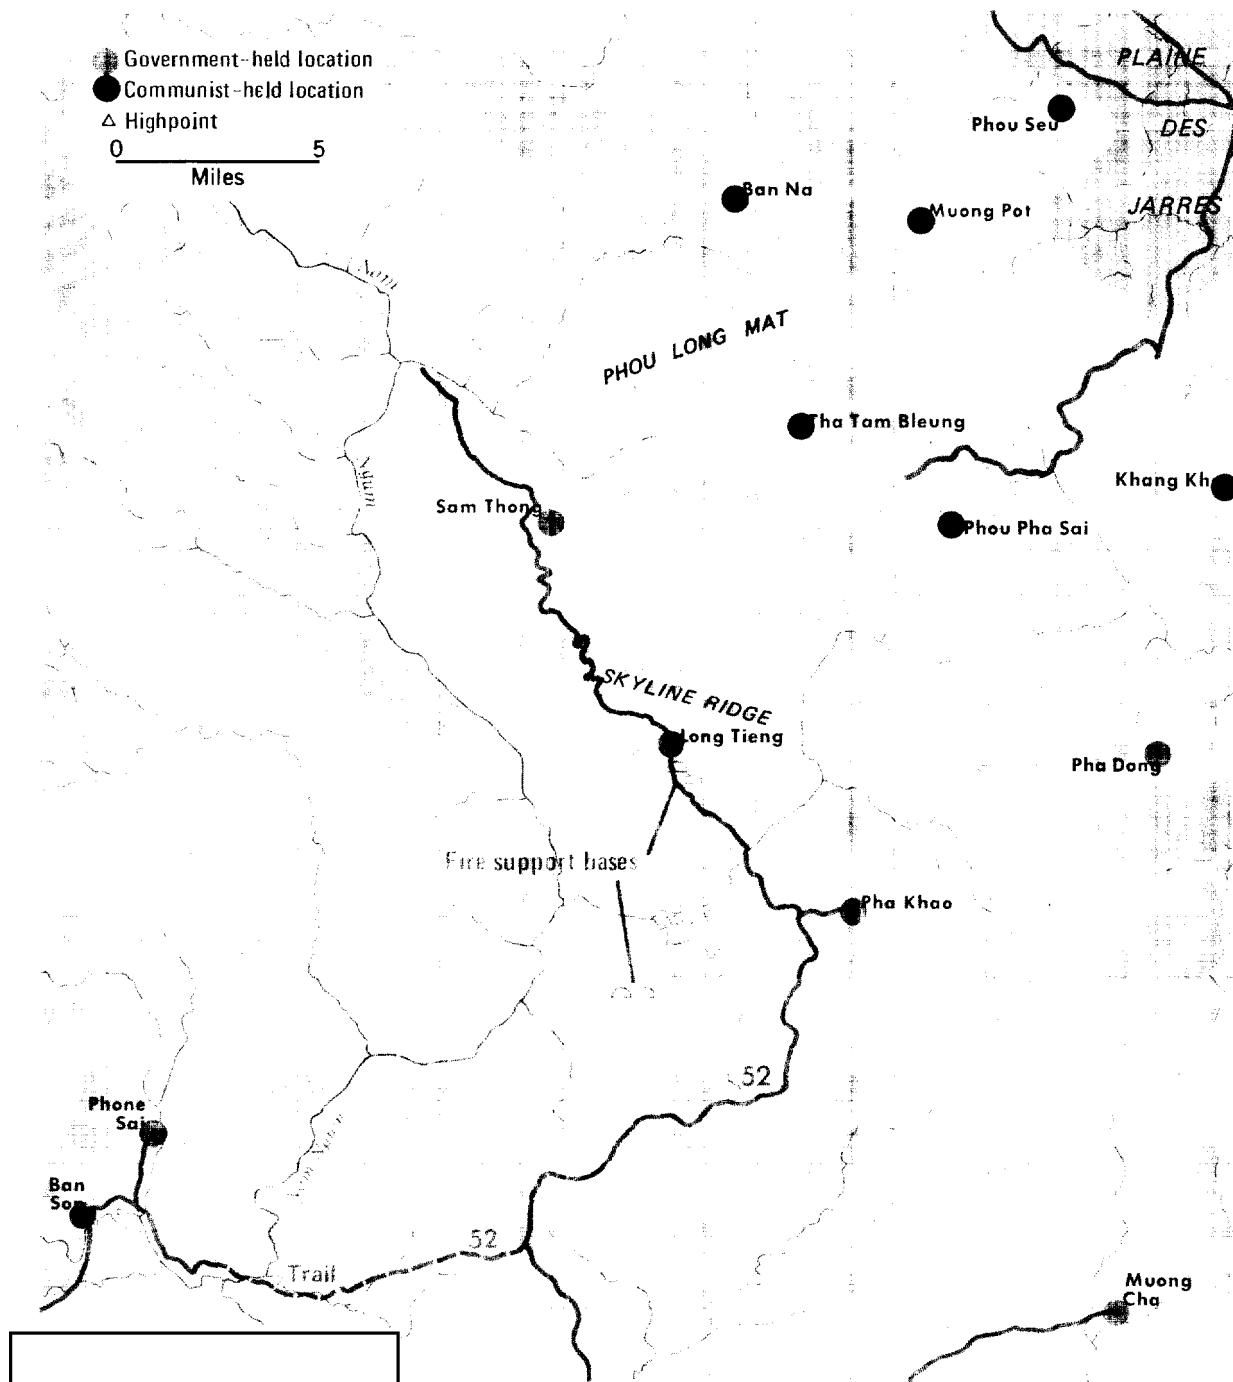 Government-held location
Communist-held location
Highpoint
0 5
Miles
PLAINE
DES
JARRES
Phou Seu
Ban Na
Muong Pot
Nam
PHOU LONG MAT
Tha Tam Bleung
Ngum
Sam Thong
Khang Kh
Phou Pha Sai
SKYLINE RIDGE
Long Tieng
Pha Dong
Fire support bases
Pha Khao
52
Phone
Sai
Ban
Son
52
Trail
Muong
Cha